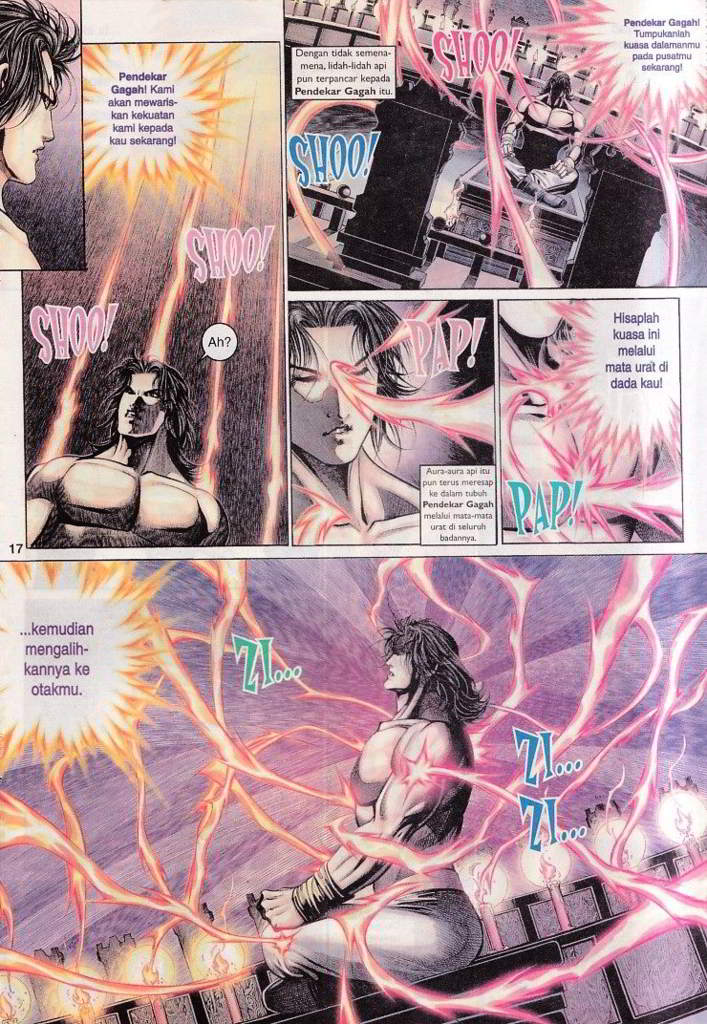 Pendekar
Gagah! Kami
akan mewaris-
kan kekuatan
kami kepada
kau sekarang!
SHOO!
SHOO!
Ah?
Dengan tidak semena-
mena, lidah-lidah api
pun terpancar kepada
Pendekar Gagah itu.
SHOO!
SHOO!
Pendekar Gagah!
Tumpukanlah
kuasa dalamanmu
pada pusatmu
sekarang!
PAP!
Aura-aura api itu
pun terus meresap
ke dalam tubuh
Pendekar Gagah
melalui mata-mata
urat di seluruh
badannya.
Hisaplah
kuasa ini
melalui
mata urat di
dada kau!
PAP!
17
...kemudian
mengalih-
kannya ke
otakmu.
ZI...
ZI...
ZI...